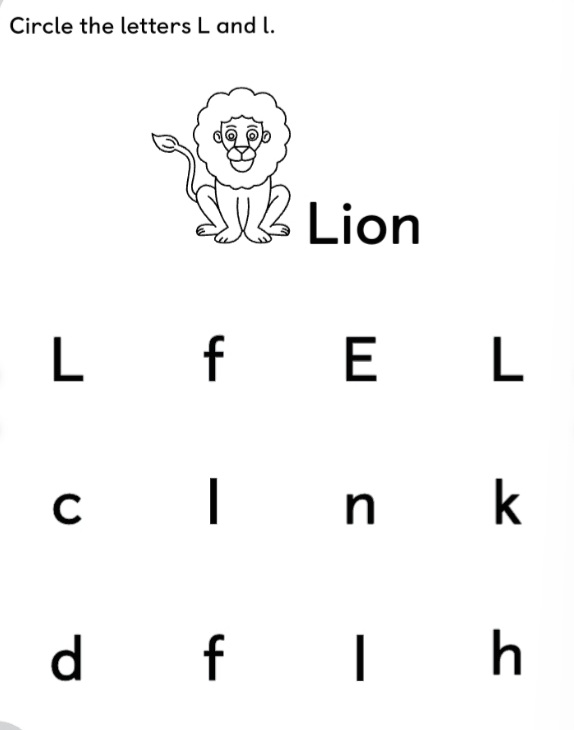 Circle the letters L and l.
Lion
L f E L
c l n k
d f l h